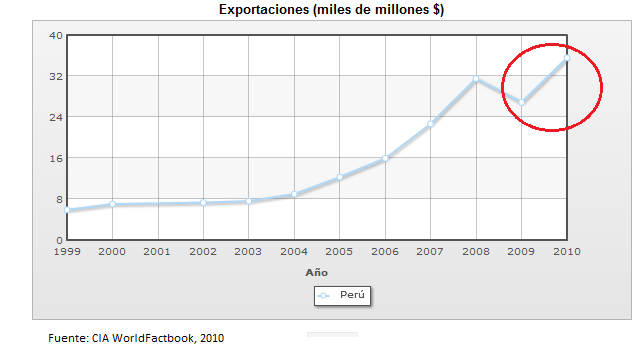 Exportaciones (miles de millones $)
40
32
24
16
8
0
1999 2000 2001 2002 2003 2004 2005 2006 2007 2008 2009 2010
Año
Perú
Fuente: CIA WorldFactbook, 2010